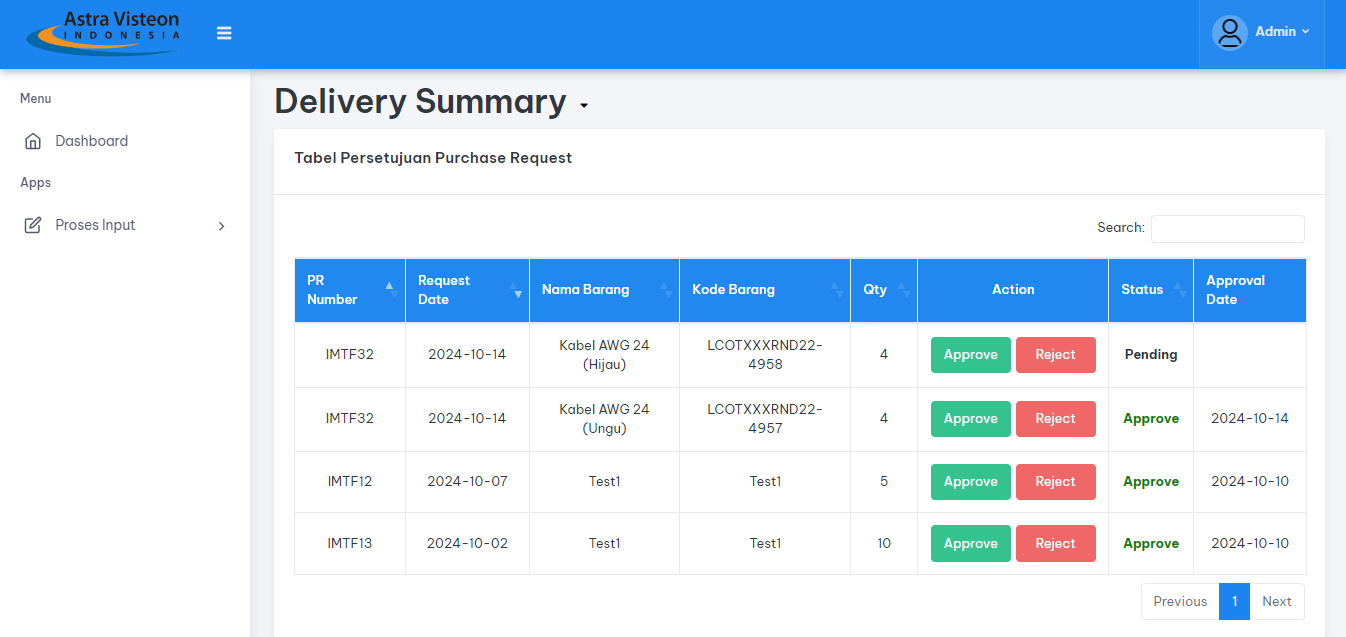 Astra Visteon
INDONESIA
Admin
Menu
Dashboard
Apps
Proses Input
Delivery Summary
Tabel Persetujuan Purchase Request
Search:
PR Number
Request Date
Nama Barang
Kode Barang
Qty
Action
Status
Approval Date
IMTF32
2024-10-14
Kabel AWG 24
(Hijau)
LCOTXXXRND22-
4958
4
Approve
Reject
Pending
IMTF32
2024-10-14
Kabel AWG 24
(Ungu)
LCOTXXXRND22-
4957
4
Approve
Reject
Approve
2024-10-14
IMTF12
2024-10-07
Test1
Test1
5
Approve
Reject
Approve
2024-10-10
IMTF13
2024-10-02
Test1
Test1
10
Approve
Reject
Approve
2024-10-10
Previous
1
Next